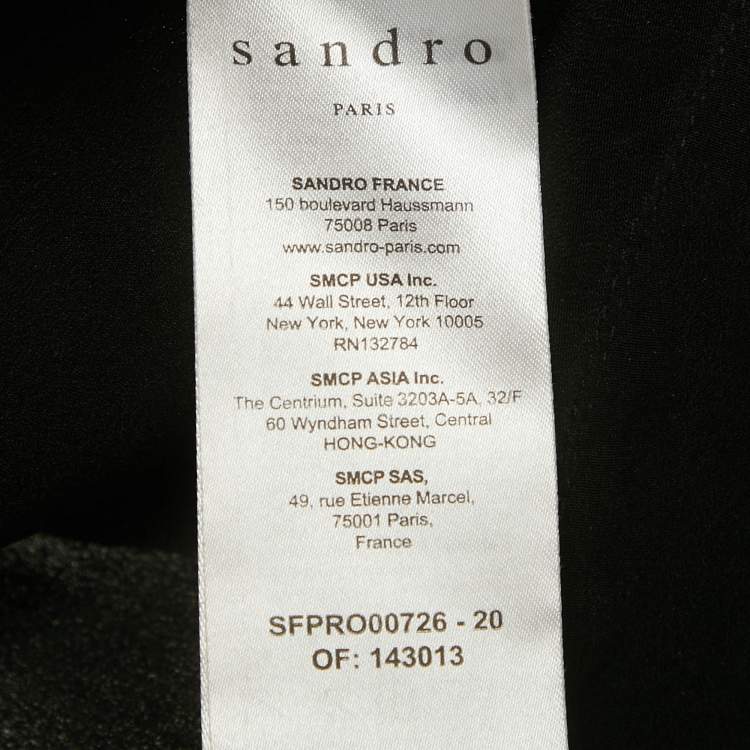 sandro
PARIS
SANDRO FRANCE
150 boulevard Haussmann
75008 Paris
www.sandro-paris.com
SMCP USA Inc.
44 Wall Street, 12th Floor
New York, New York 10005
RN132784
SMCP ASIA Inc.
The Centrium, Suite 3203A-5A, 32/F
60 Wyndham Street, Central
HONG-KONG
SMCP SAS,
49, rue Etienne Marcel,
75001 Paris,
France
SFPRO00726 - 20
OF: 143013